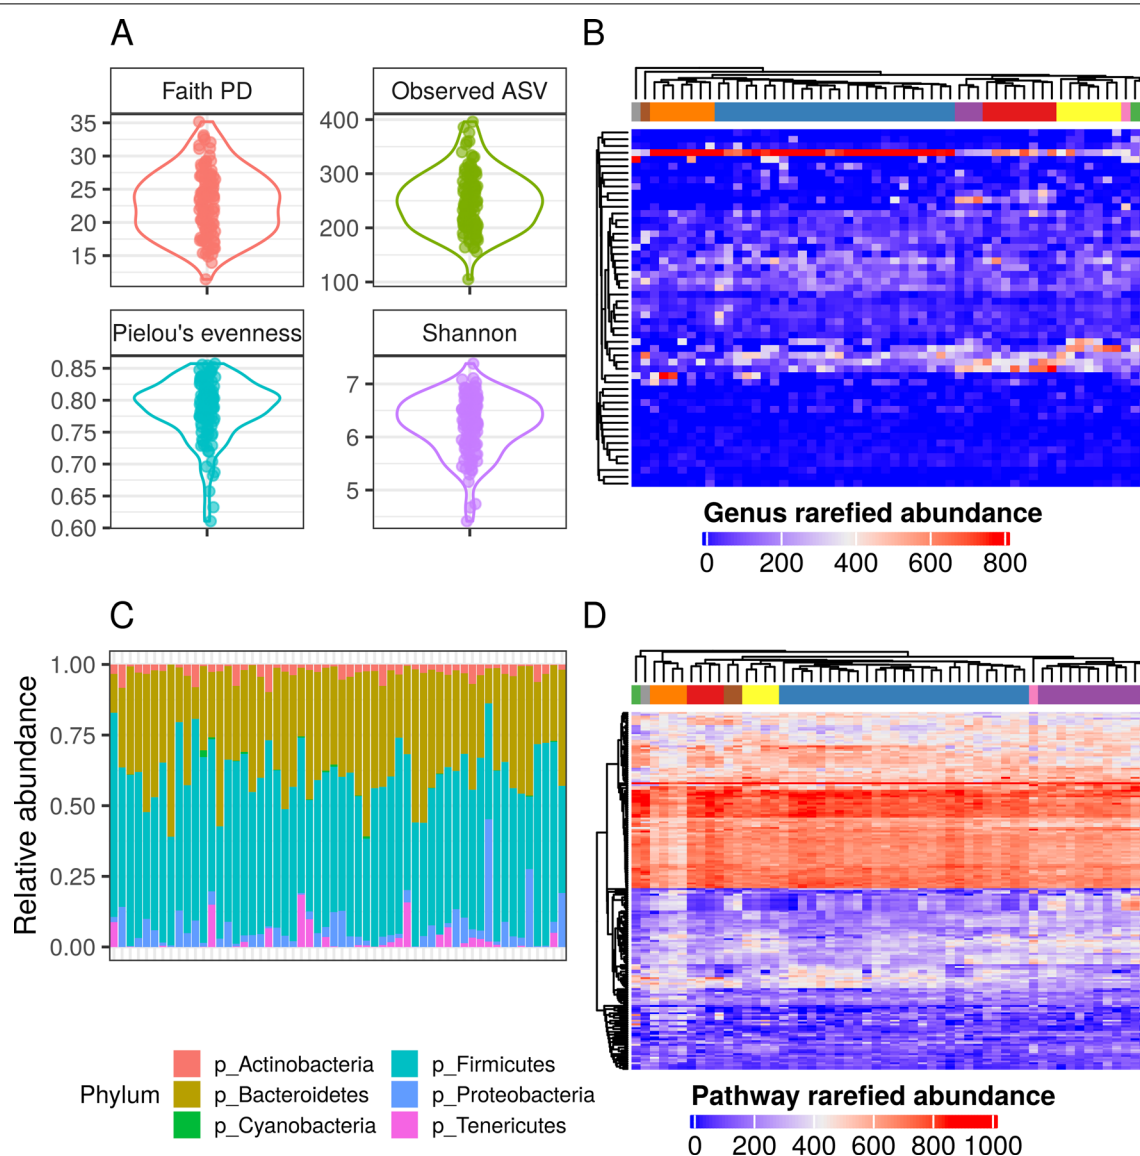 A
B
Faith PD
Observed ASV
35
30
25
20
15
400
300
200
100
Pielou's evenness
Shannon
0.85
0.80
0.75
0.70
0.65
0.60
7
6
5
Genus rarefied abundance
0 200 400 600 800
C
D
Relative abundance
1.00
0.75
0.50
0.25
0.00
Phylum
p_Actinobacteria
p_Bacteroidetes
p_Cyanobacteria
p_Firmicutes
p_Proteobacteria
p_Tenericutes
Pathway rarefied abundance
0 200 400 600 800 1000